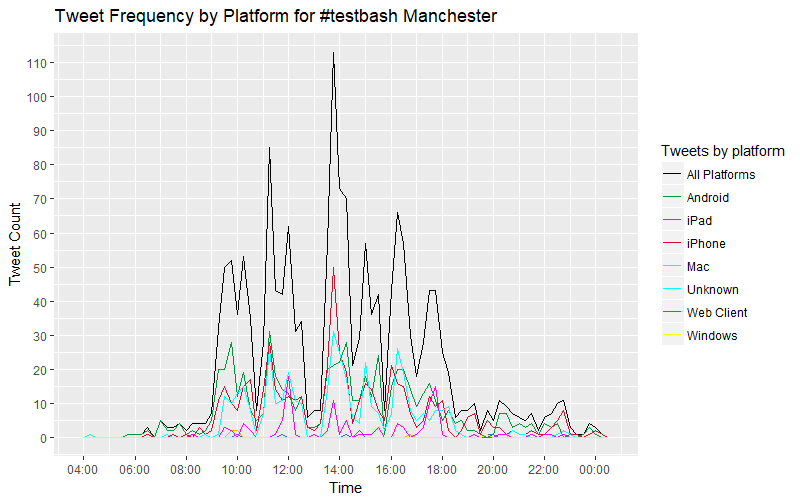 Tweet Frequency by Platform for #testbash Manchester
Tweet Count
110
100
90
80
70
60
50
40
30
20
10
0
04:00 06:00 08:00 10:00 12:00 14:00 16:00 18:00 20:00 22:00 00:00
Time
Tweets by platform
All Platforms
Android
iPad
iPhone
Mac
Unknown
Web Client
Windows